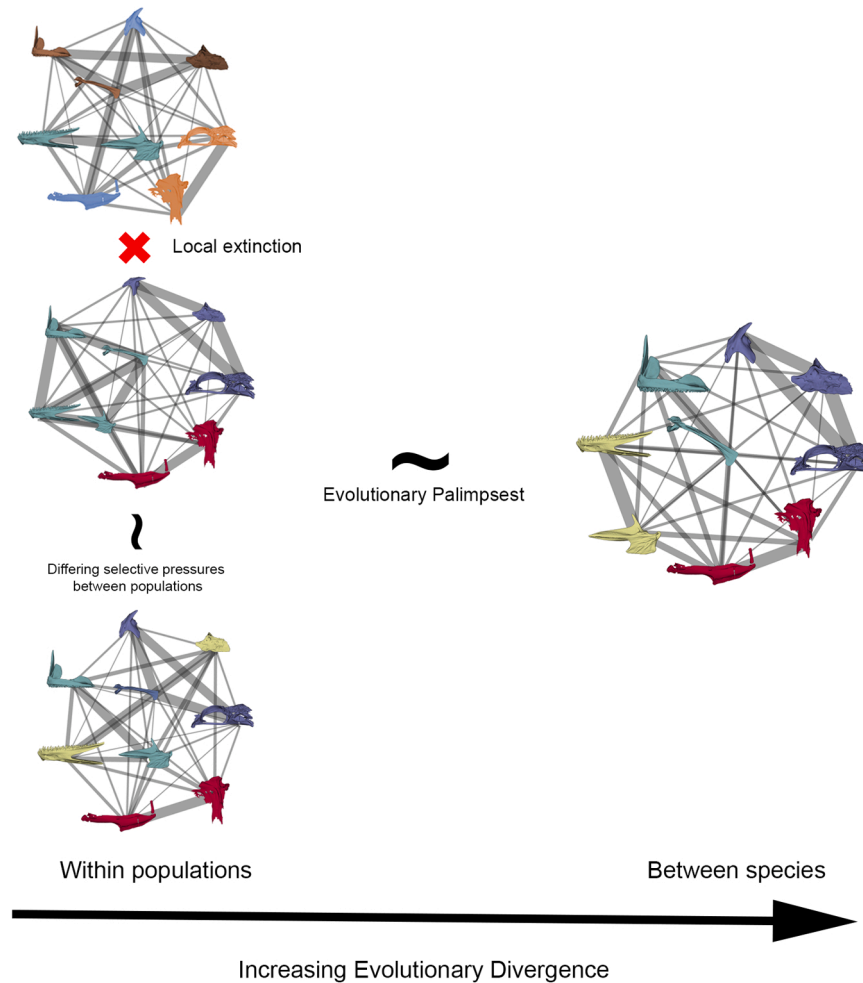 Local extinction
Evolutionary Palimpsest
Differing selective pressures
between populations
Within populations
Between species
Increasing Evolutionary Divergence